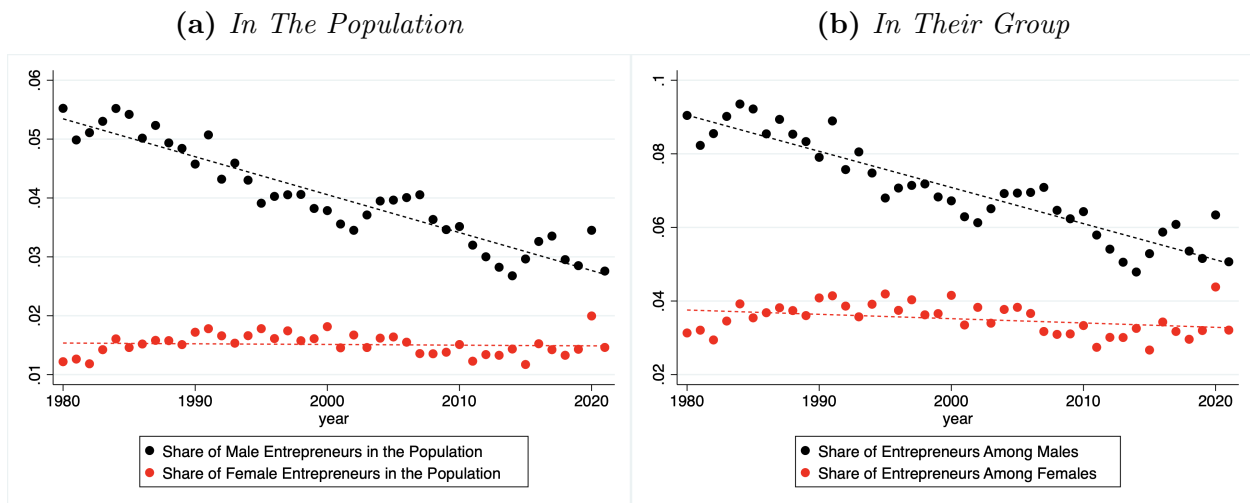 (a) In The Population
.06
.05
.04
.03
.02
.01
1980 1990 2000 2010 2020
year
Share of Male Entrepreneurs in the Population
Share of Female Entrepreneurs in the Population
(b) In Their Group
.1
.08
.06
.04
.02
1980 1990 2000 2010 2020
year
Share of Entrepreneurs Among Males
Share of Entrepreneurs Among Females